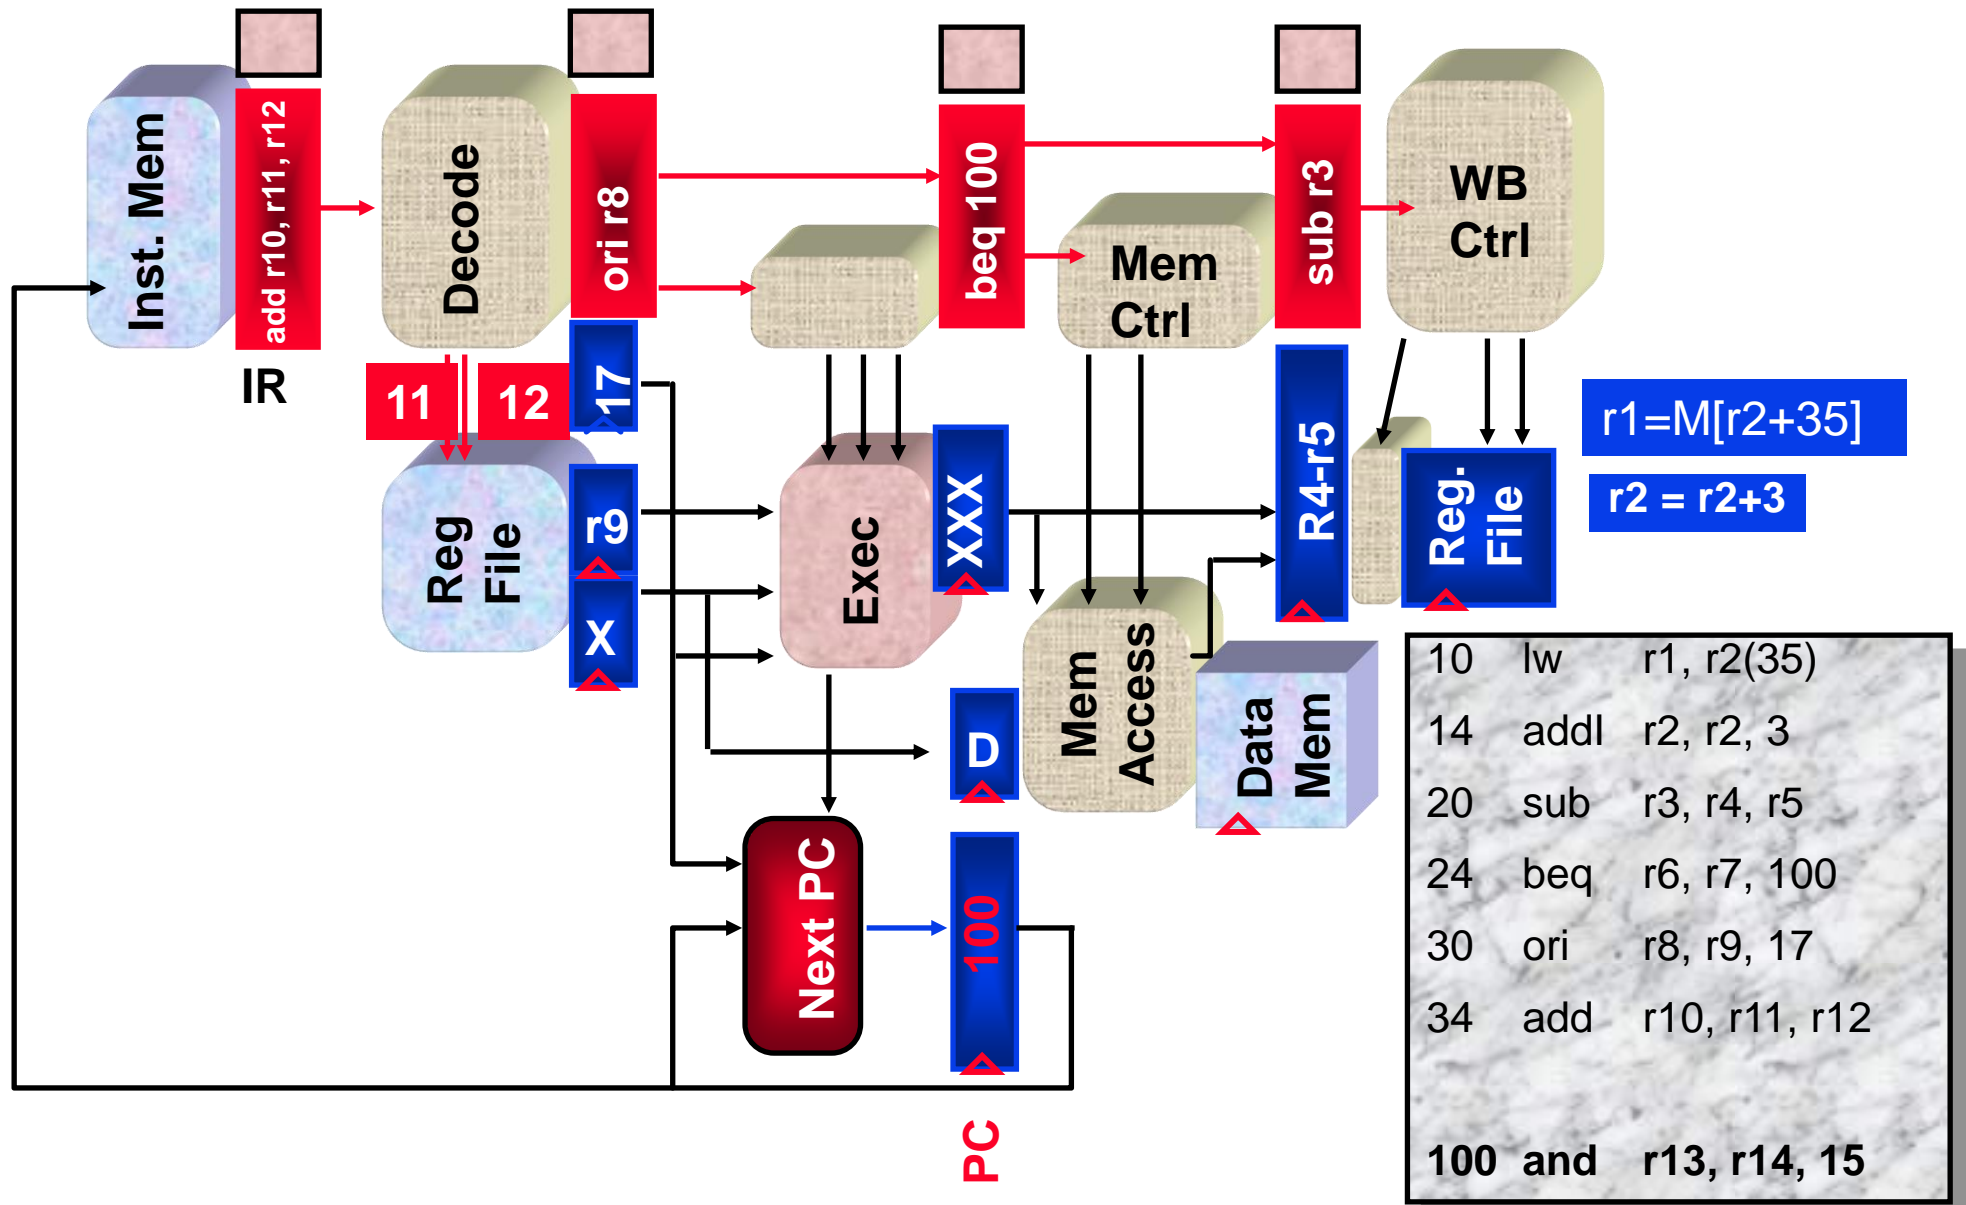 Inst. Mem
add r10, r11, r12
IR
Decode
ori r8
beq 100
Mem
Ctrl
sub r3
WB
Ctrl
11
12
17
Reg
File
r9
X
Exec
XXX
D
Mem
Access
Data
Mem
R4-r5
Reg.
File
r1=M[r2+35]
r2 = r2+3
Next PC
100
PC
10 lw r1, r2(35)
14 addI r2, r2, 3
20 sub r3, r4, r5
24 beq r6, r7, 100
30 ori r8, r9, 17
34 add r10, r11, r12
100 and r13, r14, 15